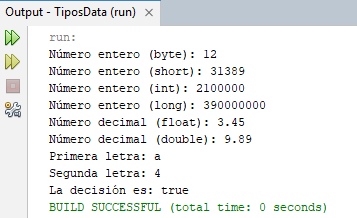 Output - TiposData (run)
run:
Número entero (byte): 12
Número entero (short): 31389
Número entero (int): 2100000
Número entero (long): 390000000
Número decimal (float): 3.45
Número decimal (double): 9.89
Primera letra: a
Segunda letra: 4
La decisión es: true
BUILD SUCCESSFUL (total time: 0 seconds)